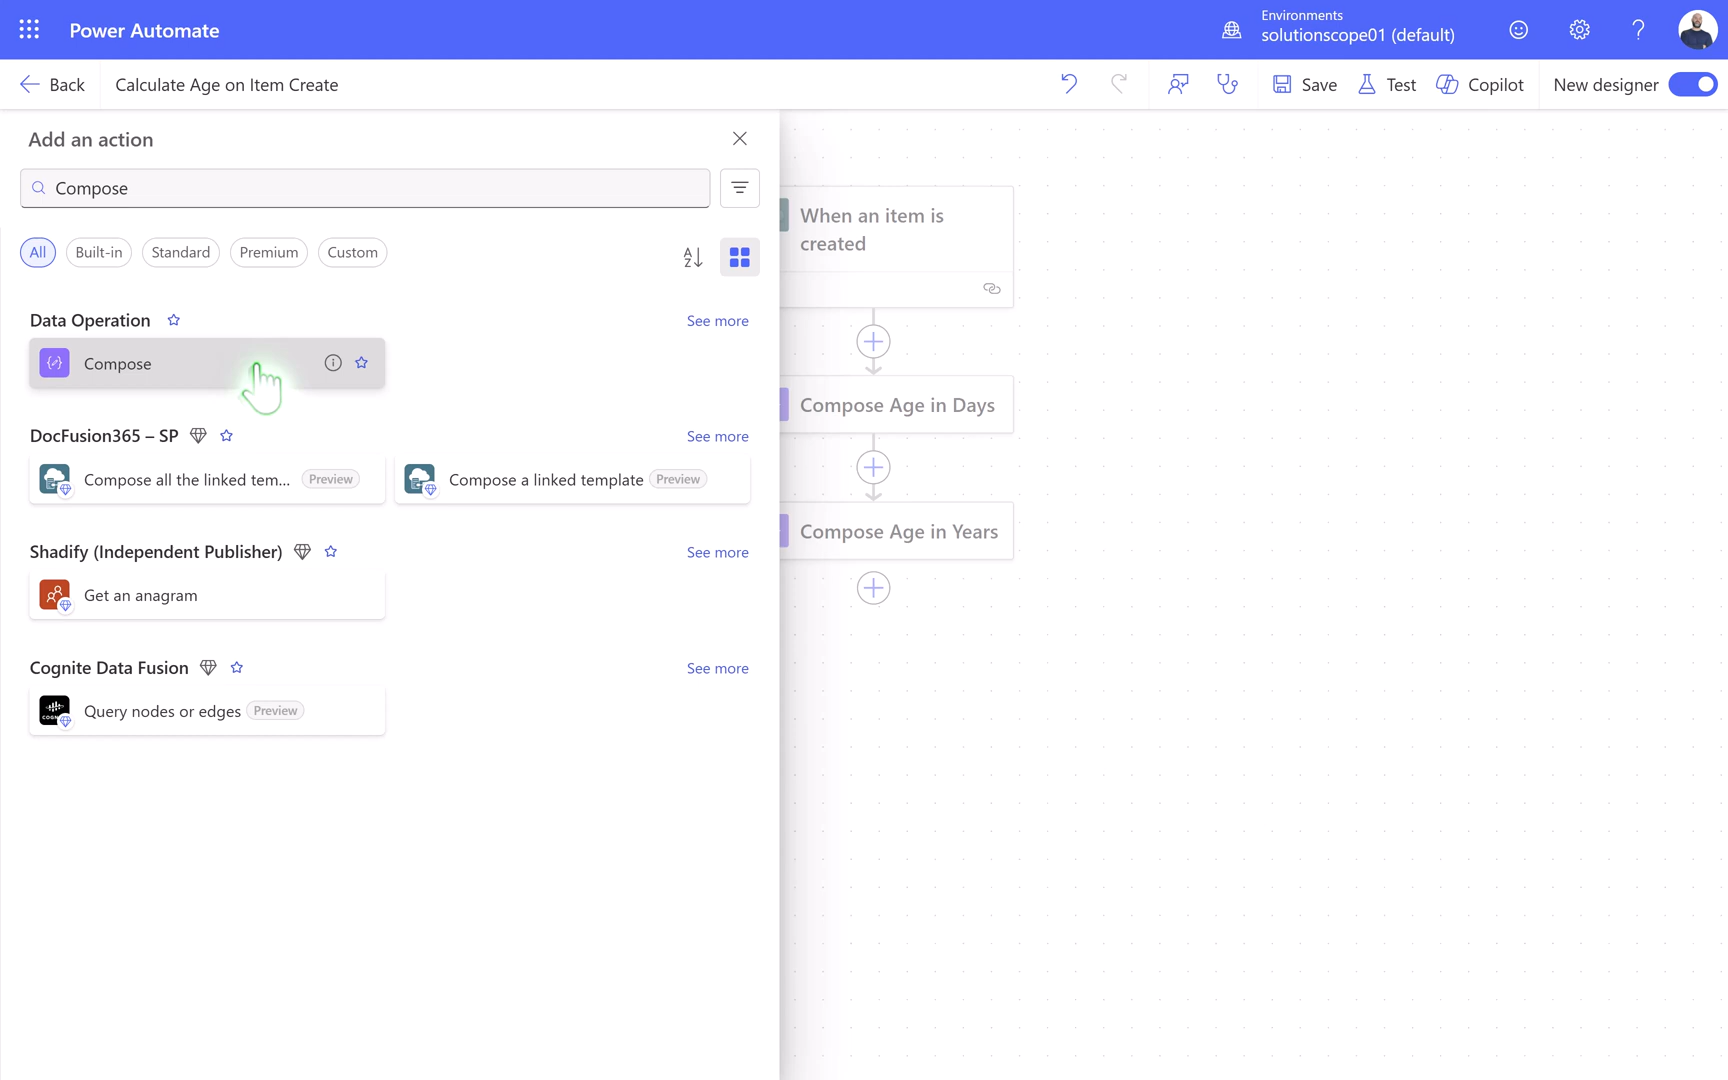 Power Automate
Environments
solutionscope01 (default)
Back
Calculate Age on Item Create
Save
Test
Copilot
New designer
Add an action
Compose
All
Built-in
Standard
Premium
Custom
Data Operation
See more
Compose
DocFusion365 – SP
See more
Compose all the linked tem... Preview
Compose a linked template Preview
Shadify (Independent Publisher)
See more
Get an anagram
Cognite Data Fusion
See more
Query nodes or edges Preview
When an item is
created
Compose Age in Days
Compose Age in Years